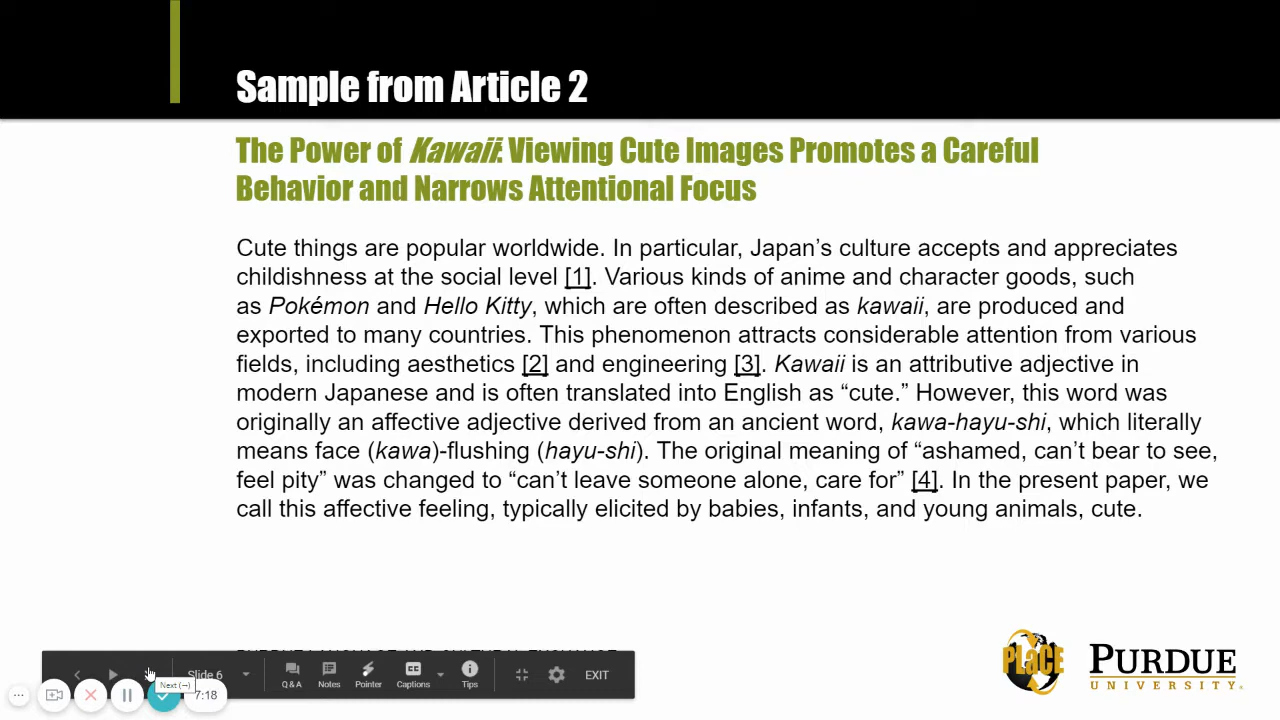 Sample from Article 2
The Power of Kawaii: Viewing Cute Images Promotes a Careful
Behavior and Narrows Attentional Focus
Cute things are popular worldwide. In particular, Japan’s culture accepts and appreciates
childishness at the social level [1]. Various kinds of anime and character goods, such
as Pokémon and Hello Kitty, which are often described as kawaii, are produced and
exported to many countries. This phenomenon attracts considerable attention from various
fields, including aesthetics [2] and engineering [3]. Kawaii is an attributive adjective in
modern Japanese and is often translated into English as “cute.” However, this word was
originally an affective adjective derived from an ancient word, kawa-hayu-shi, which literally
means face (kawa)-flushing (hayu-shi). The original meaning of “ashamed, can’t bear to see,
feel pity” was changed to “can’t leave someone alone, care for” [4]. In the present paper, we
call this affective feeling, typically elicited by babies, infants, and young animals, cute.
PLaCE
PURDUE
UNIVERSITY
Slide 6
Q & A
Notes
Pointer
CC
Captions
Tips
EXIT
Next (→)
7:18